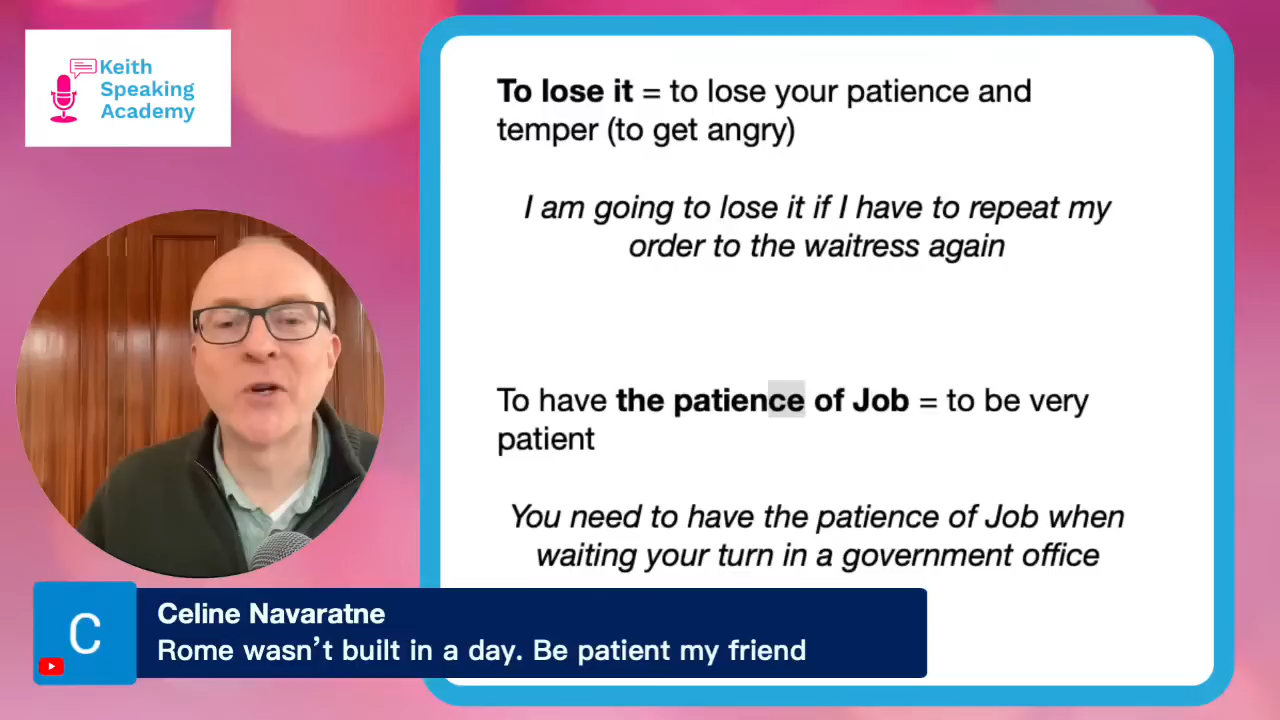 Keith
Speaking
Academy
To lose it = to lose your patience and
temper (to get angry)
I am going to lose it if I have to repeat my
order to the waitress again
To have the patience of Job = to be very
patient
You need to have the patience of Job when
waiting your turn in a government office
C
Celine Navaratne
Rome wasn’t built in a day. Be patient my friend